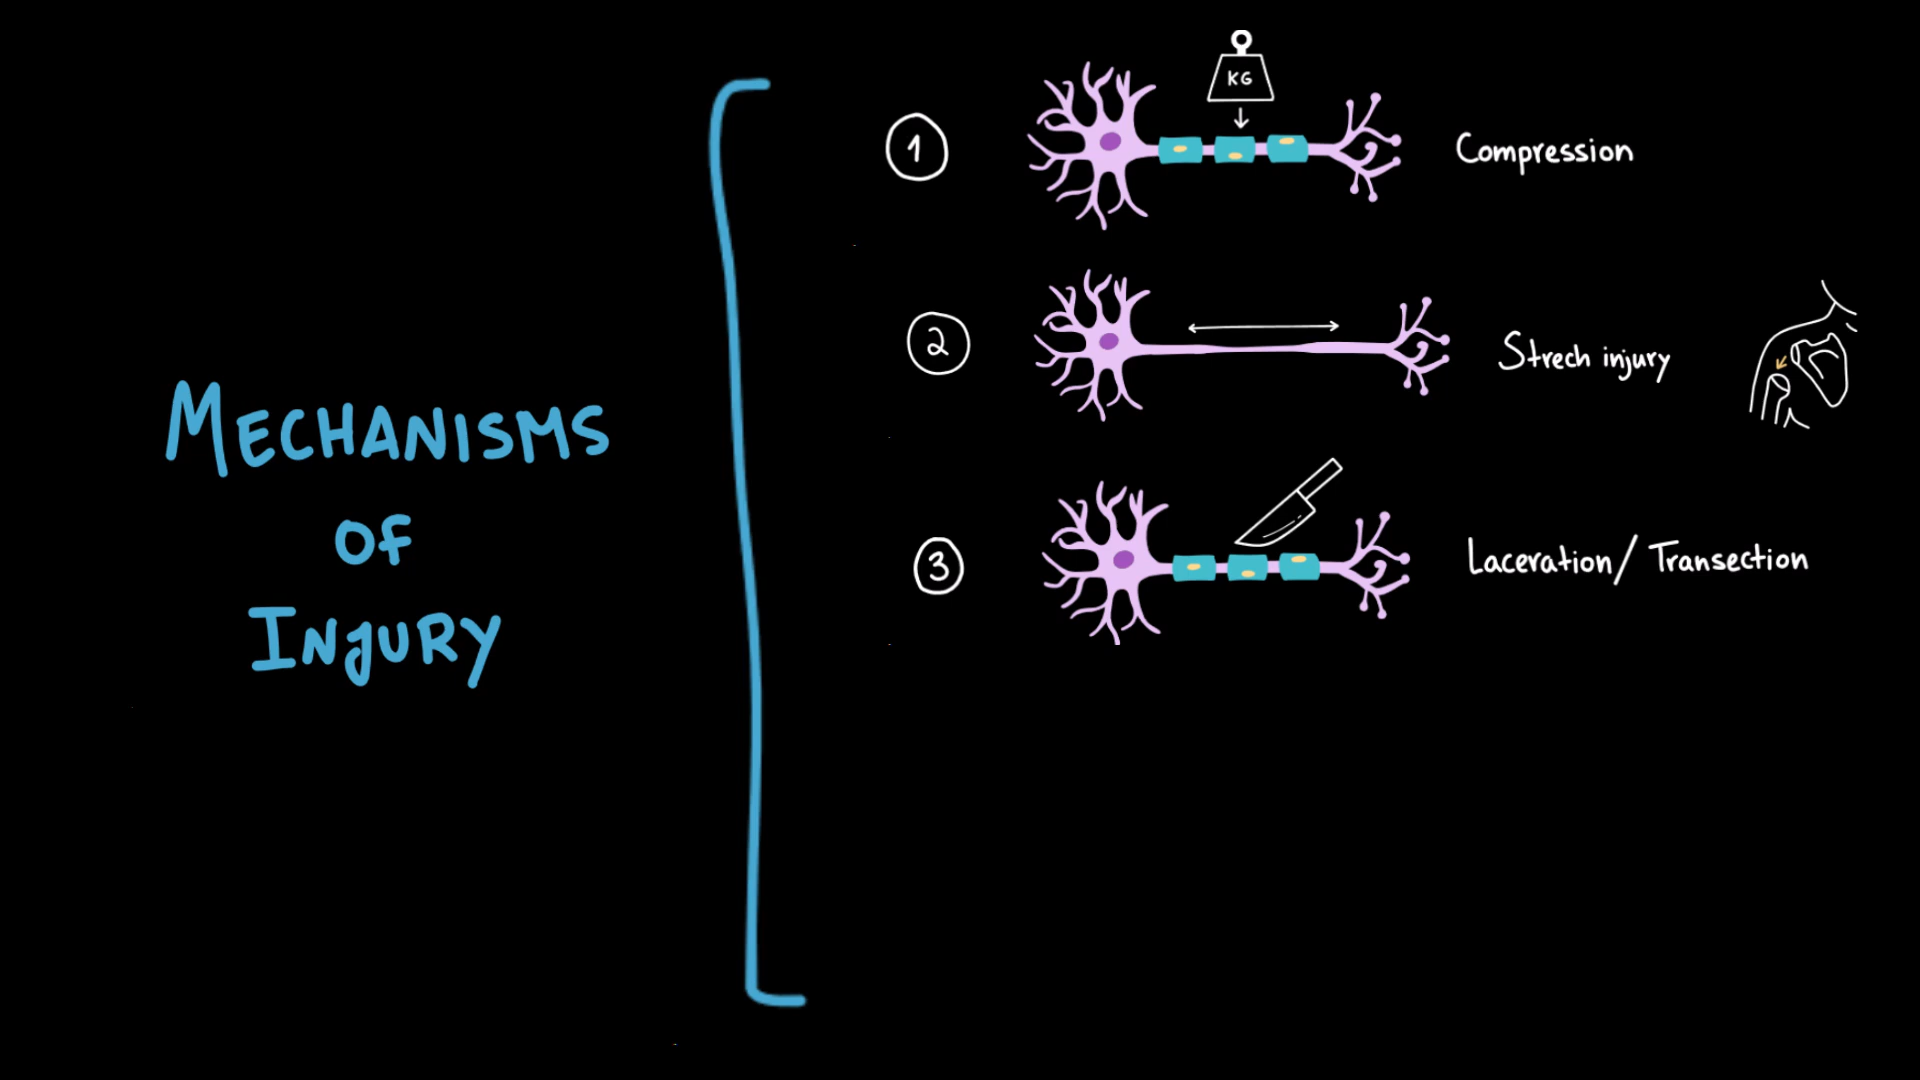 MECHANISMS
OF
INJURY
1
KG
Compression
2
Strech injury
3
Laceration/Transection